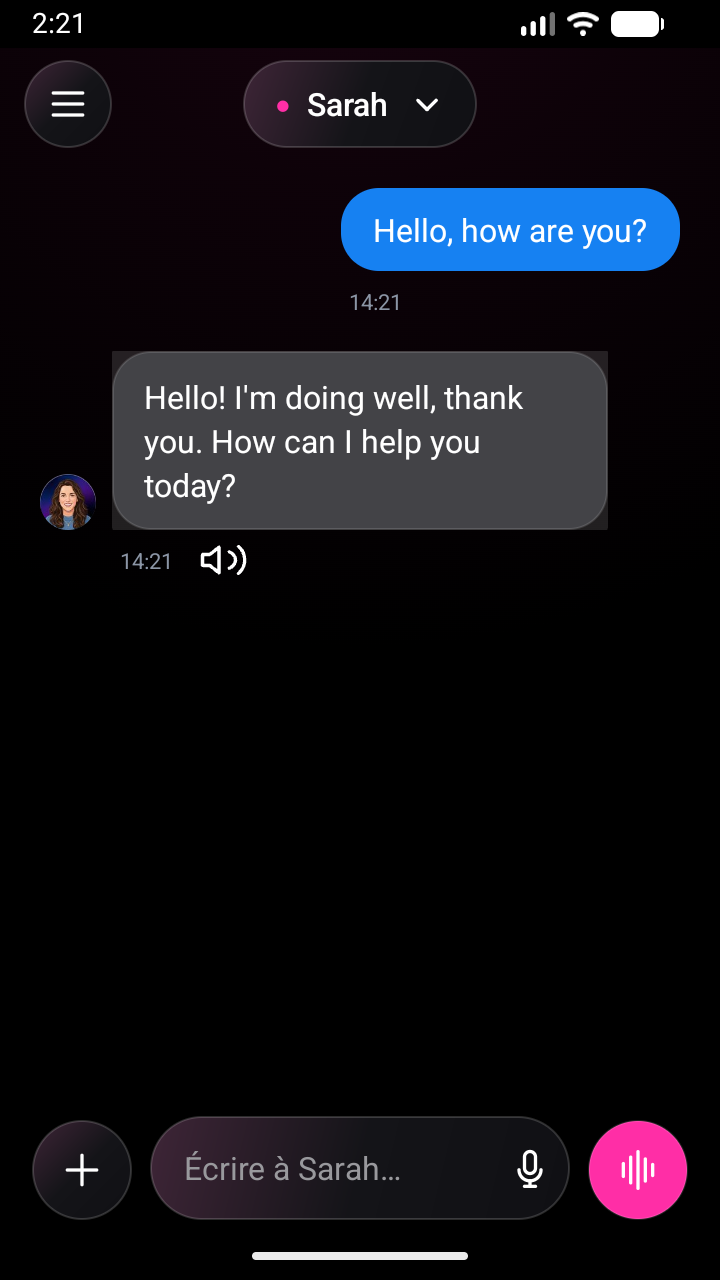 2:21
Sarah
Hello, how are you?
14:21
Hello! I'm doing well, thank
you. How can I help you
today?
14:21
Écrire à Sarah...